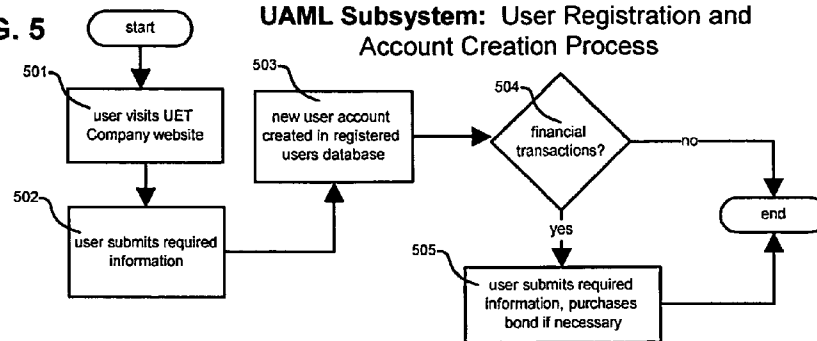 G. 5
UAML Subsystem: User Registration and
Account Creation Process
start
501
user visits UET
Company website
502
user submits required
information
503
new user account
created in registered
users database
504
financial
transactions?
no
yes
505
user submits required
information, purchases
bond if necessary
end